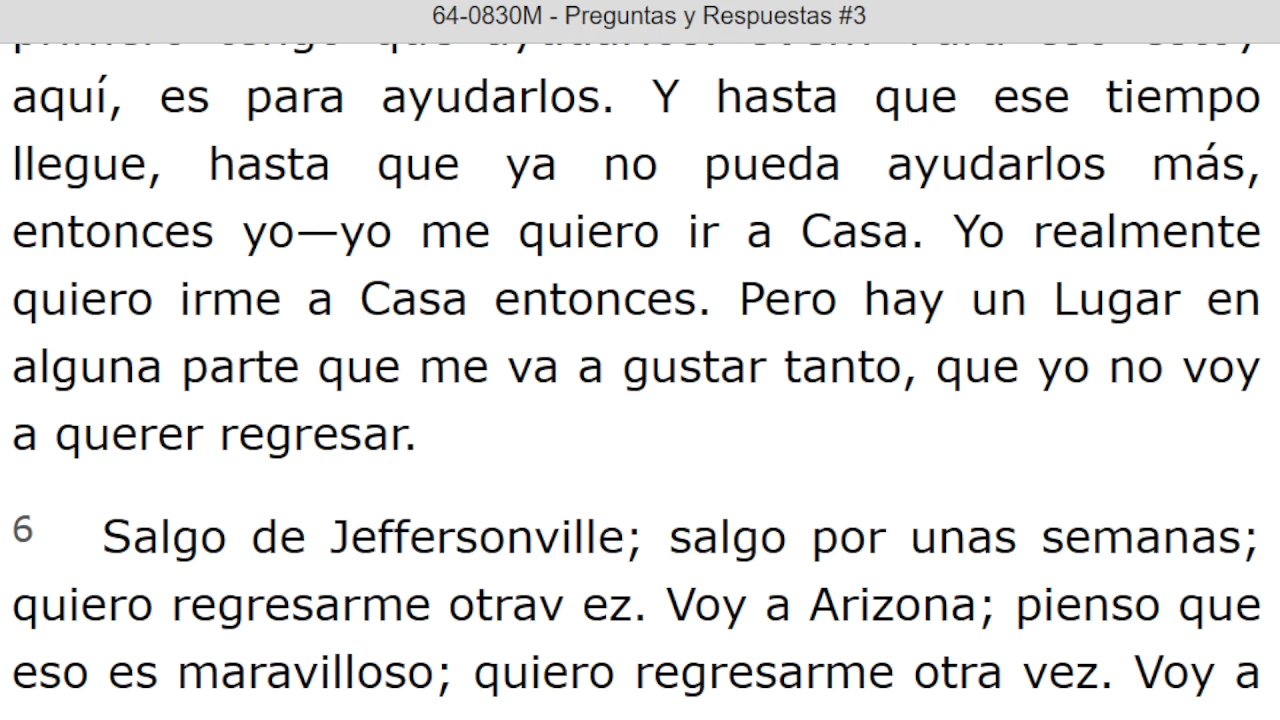 64-0830M - Preguntas y Respuestas #3
aquí, es para ayudarlos. Y hasta que ese tiempo
llegue, hasta que ya no pueda ayudarlos más,
entonces yo—yo me quiero ir a Casa. Yo realmente
quiero irme a Casa entonces. Pero hay un Lugar en
alguna parte que me va a gustar tanto, que yo no voy
a querer regresar.
6 Salgo de Jeffersonville; salgo por unas semanas;
quiero regresarme otrav ez. Voy a Arizona; pienso que
eso es maravilloso; quiero regresarme otra vez. Voy a